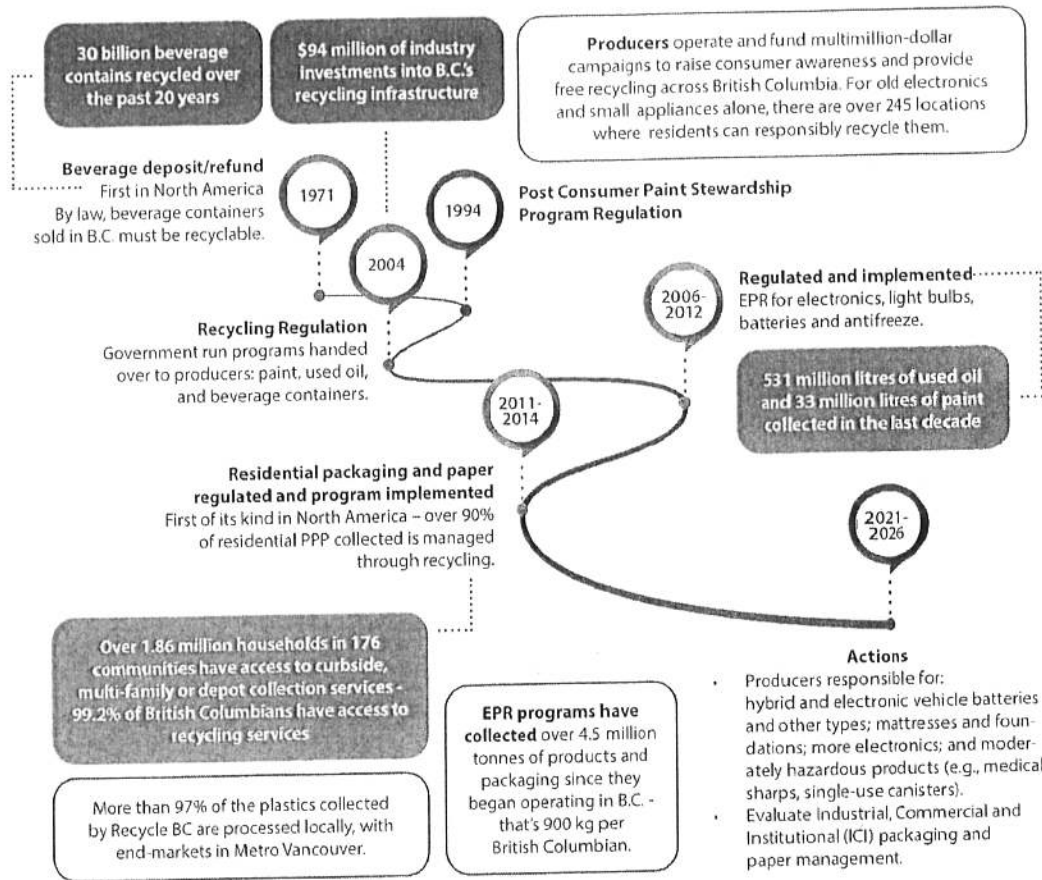 30 billion beverage
contains recycled over
the past 20 years
$94 million of industry
investments into B.C.'s
recycling infrastructure
Producers operate and fund multimillion-dollar
campaigns to raise consumer awareness and provide
free recycling across British Columbia. For old electronics
and small appliances alone, there are over 245 locations
where residents can responsibly recycle them.
Beverage deposit/refund
First in North America
By law, beverage containers
sold in B.C. must be recyclable.
1971
1994
Post Consumer Paint Stewardship
Program Regulation
2004
Recycling Regulation
Government run programs handed
over to producers: paint, used oil,
and beverage containers.
2006-
2012
Regulated and implemented
EPR for electronics, light bulbs,
batteries and antifreeze.
531 million litres of used oil
and 33 million litres of paint
collected in the last decade
2011-
2014
Residential packaging and paper
regulated and program implemented
First of its kind in North America – over 90%
of residential PPP collected is managed
through recycling.
Over 1.86 million households in 176
communities have access to curbside,
multi-family or depot collection services -
99.2% of British Columbians have access to
recycling services
More than 97% of the plastics collected
by Recycle BC are processed locally, with
end-markets in Metro Vancouver.
EPR programs have
collected over 4.5 million
tonnes of products and
packaging since they
began operating in B.C. -
that's 900 kg per
British Columbian.
2021-
2026
Actions
• Producers responsible for:
hybrid and electronic vehicle batteries
and other types; mattresses and foun-
dations; more electronics; and moder-
ately hazardous products (e.g., medical
sharps, single-use canisters).
• Evaluate Industrial, Commercial and
Institutional (ICI) packaging and
paper management.